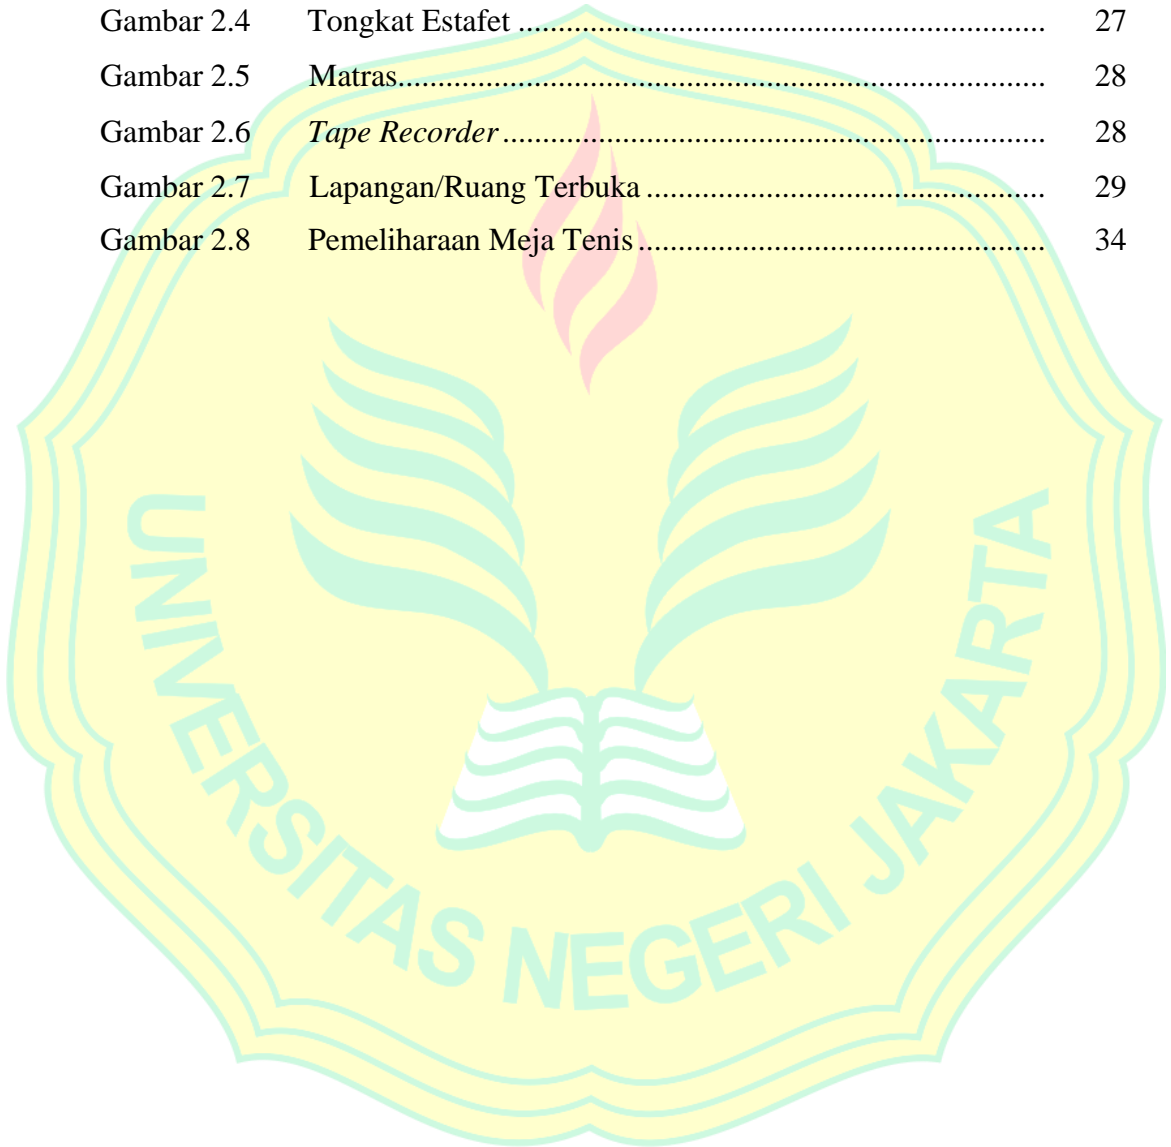 Gambar 2.4 Tongkat Estafet .................................................................. 27
Gambar 2.5 Matras................................................................................. 28
Gambar 2.6 Tape Recorder .................................................................... 28
Gambar 2.7 Lapangan/Ruang Terbuka .................................................. 29
Gambar 2.8 Pemeliharaan Meja Tenis ................................................... 34
UNIVERSITAS NEGERI JAKARTA